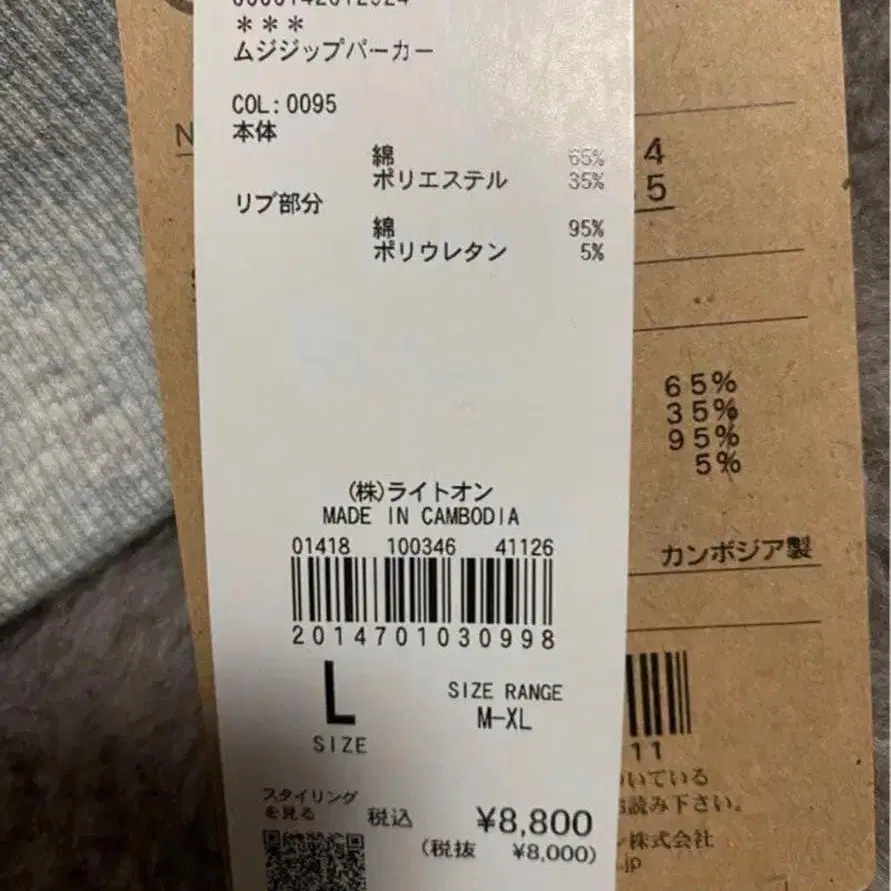 ***
ムジジップパーカー
COL:0095
本体
綿 65%
ポリエステル 35%
リブ部分
綿 95%
ポリウレタン 5%
(株)ライトオン
MADE IN CAMBODIA
01418 100346 41126
2014701030998
L
SIZE
SIZE RANGE
M-XL
スタイリング
を見る
税込 ¥8,800
(税抜 ¥8,000)
N
4
5
65%
35%
95%
5%
カンボジア製
11
いている
読み下さい。
株式会社
.jp